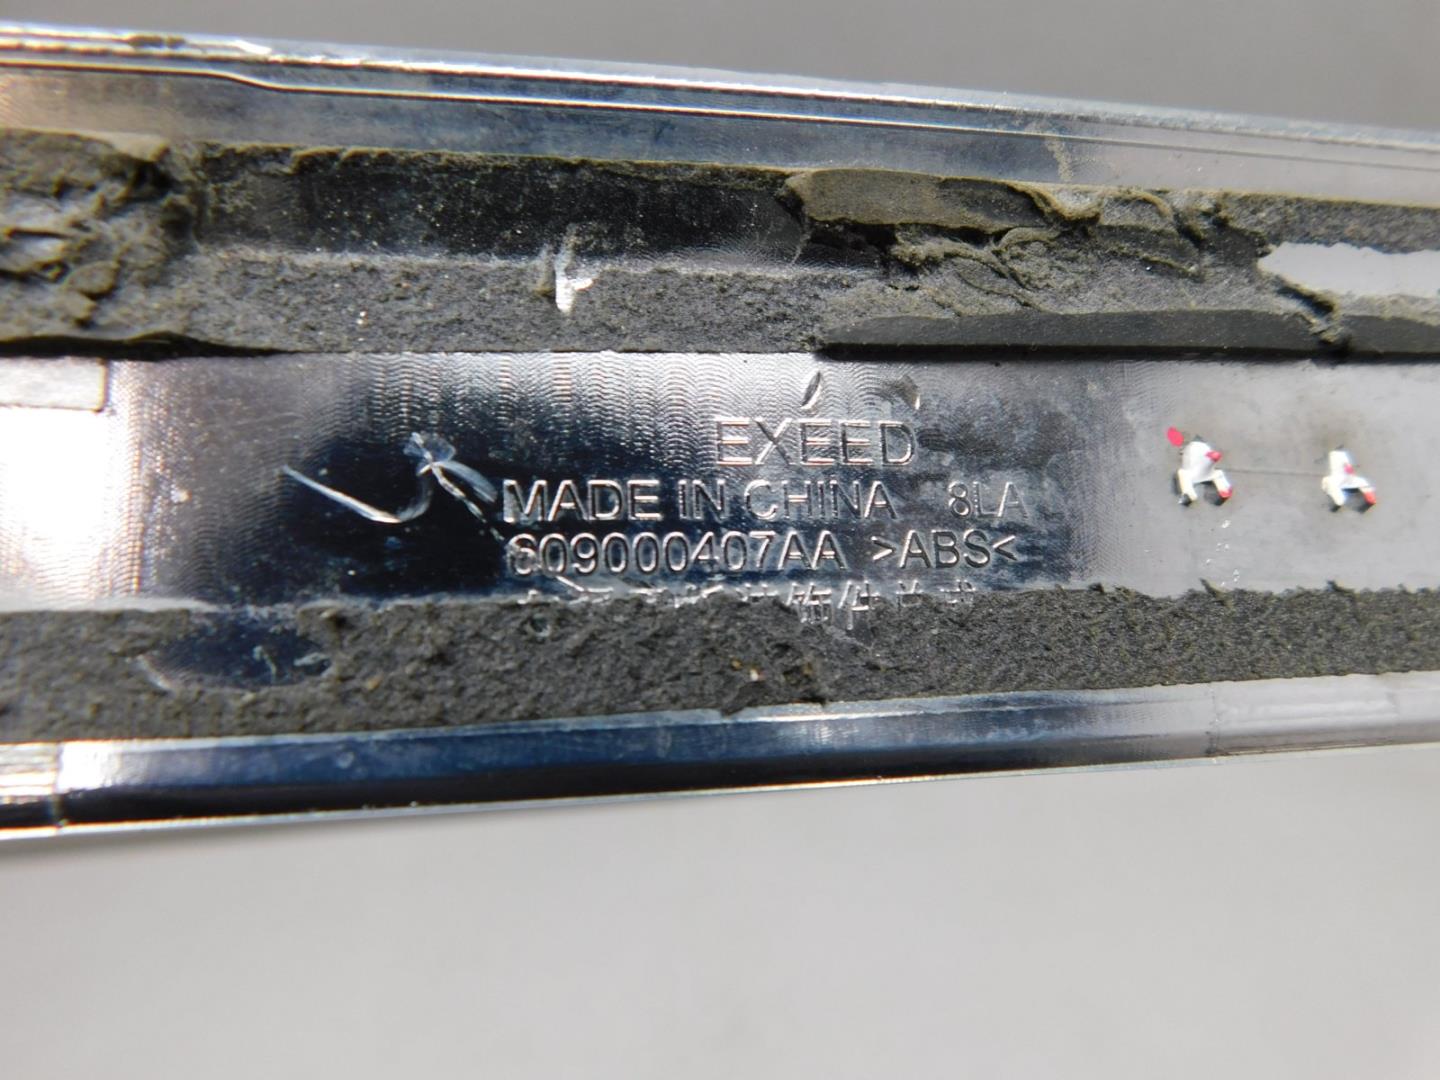 EXEED
MADE IN CHINA 8LA
609000407AA >ABS<